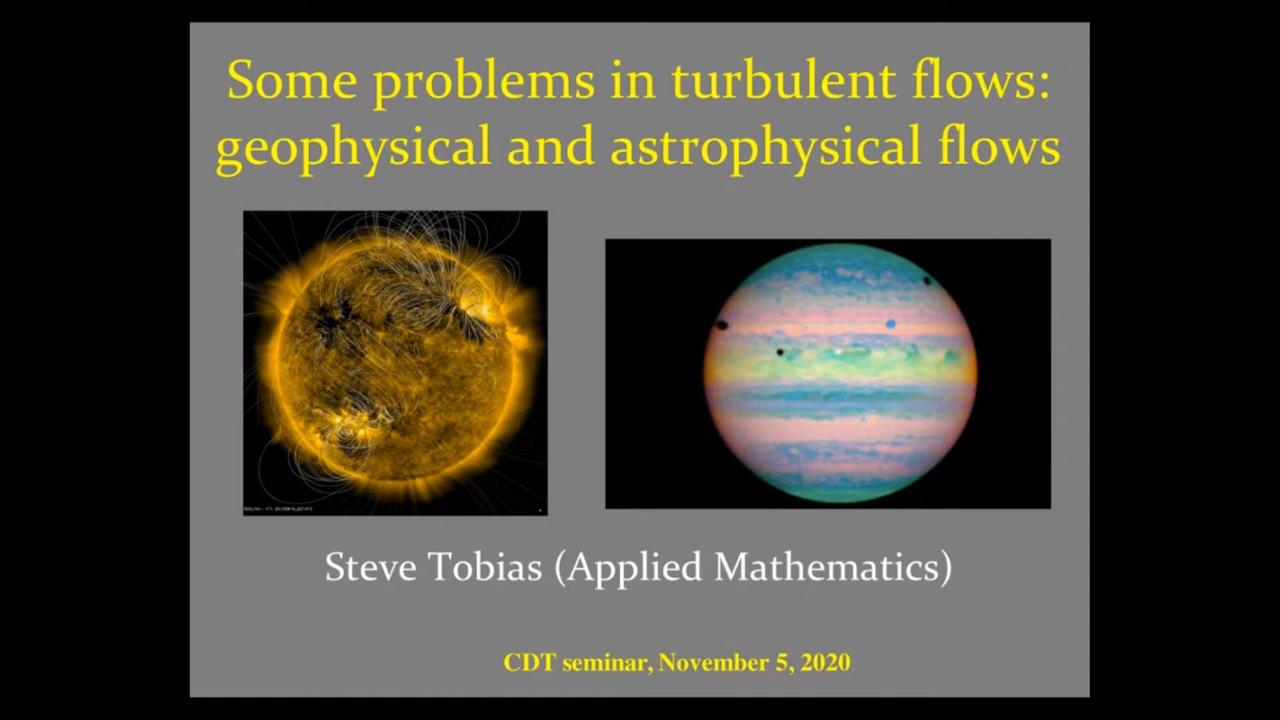 Some problems in turbulent flows:
geophysical and astrophysical flows
Steve Tobias (Applied Mathematics)
CDT seminar, November 5, 2020